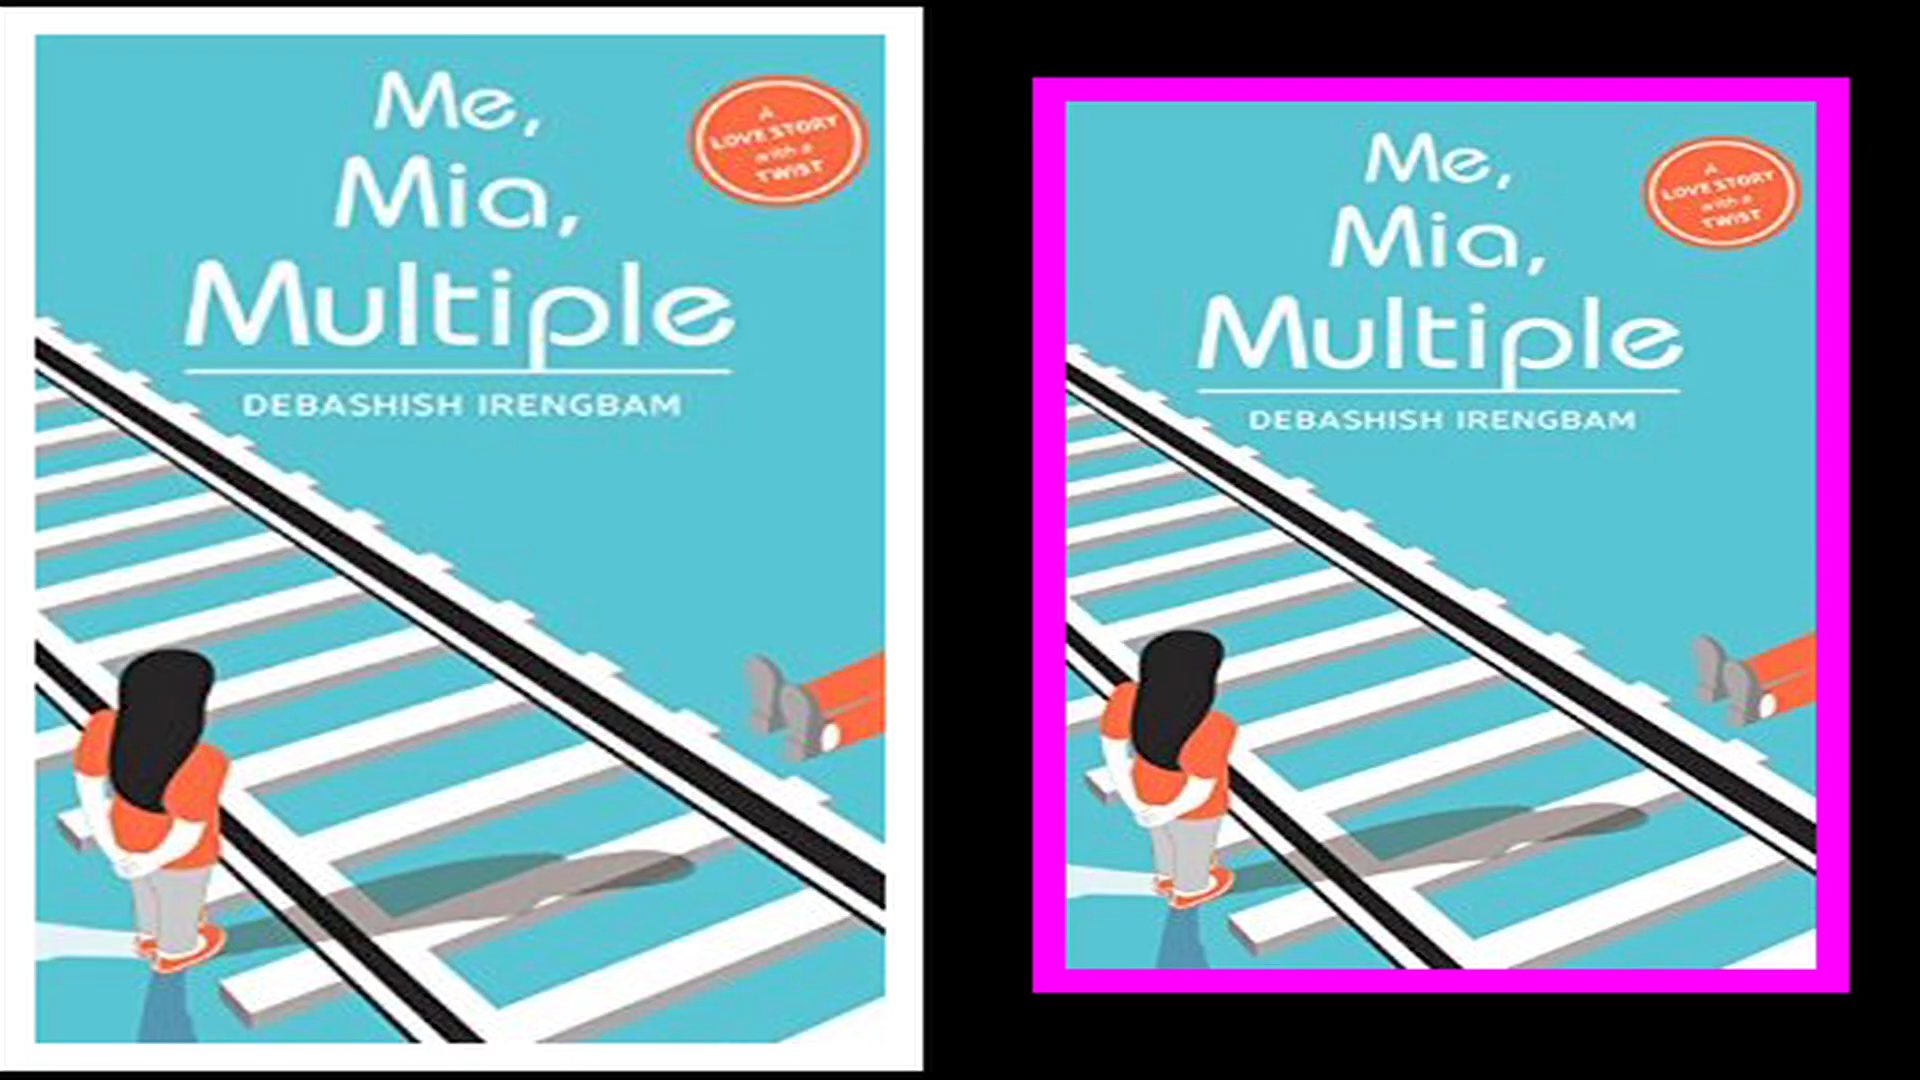 Me,
Mia,
Multiple
DEBASHISH IRENGBAM
A
LOVE STORY
with a
TWIST
Me,
Mia,
Multiple
DEBASHISH IRENGBAM
A
LOVE STORY
with a
TWIST